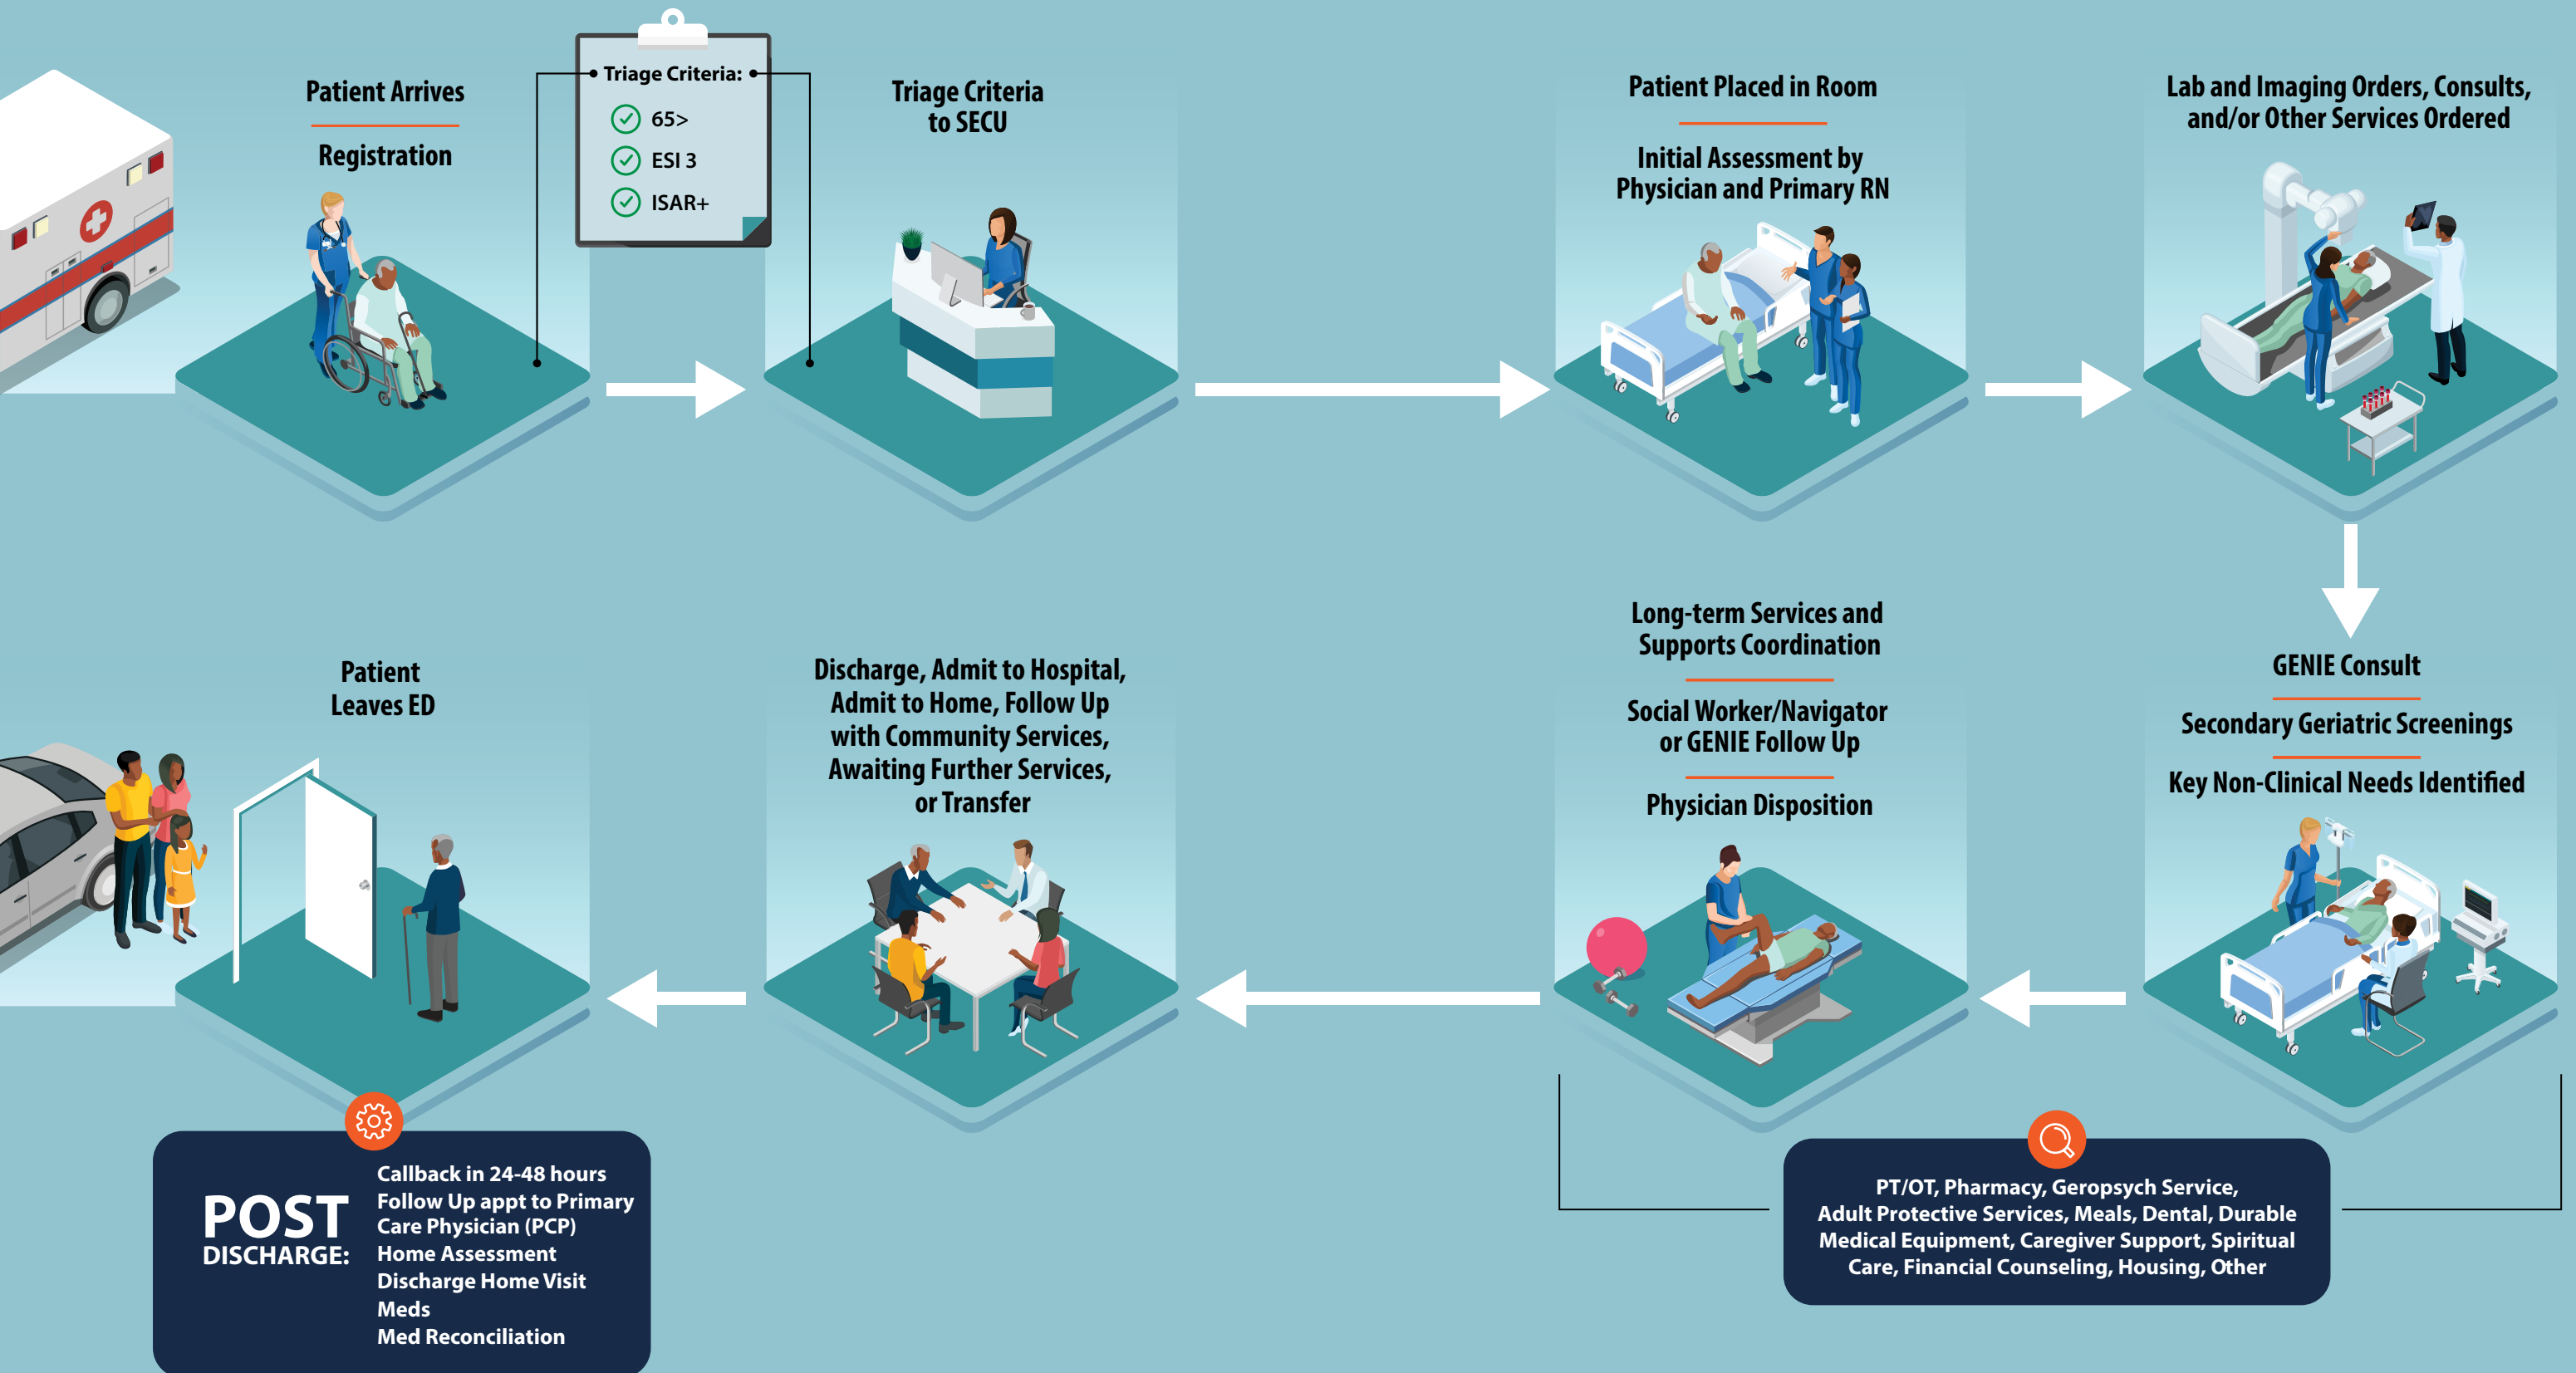 Patient Arrives
Registration
Triage Criteria:
65>
ESI 3
ISAR+
Triage Criteria
to SECU
Patient Placed in Room
Initial Assessment by
Physician and Primary RN
Lab and Imaging Orders, Consults,
and/or Other Services Ordered
GENIE Consult
Secondary Geriatric Screenings
Key Non-Clinical Needs Identified
Long-term Services and
Supports Coordination
Social Worker/Navigator
or GENIE Follow Up
Physician Disposition
PT/OT, Pharmacy, Geropsych Service,
Adult Protective Services, Meals, Dental, Durable
Medical Equipment, Caregiver Support, Spiritual
Care, Financial Counseling, Housing, Other
Discharge, Admit to Hospital,
Admit to Home, Follow Up
with Community Services,
Awaiting Further Services,
or Transfer
Patient
Leaves ED
POST
DISCHARGE:
Callback in 24-48 hours
Follow Up appt to Primary
Care Physician (PCP)
Home Assessment
Discharge Home Visit
Meds
Med Reconciliation